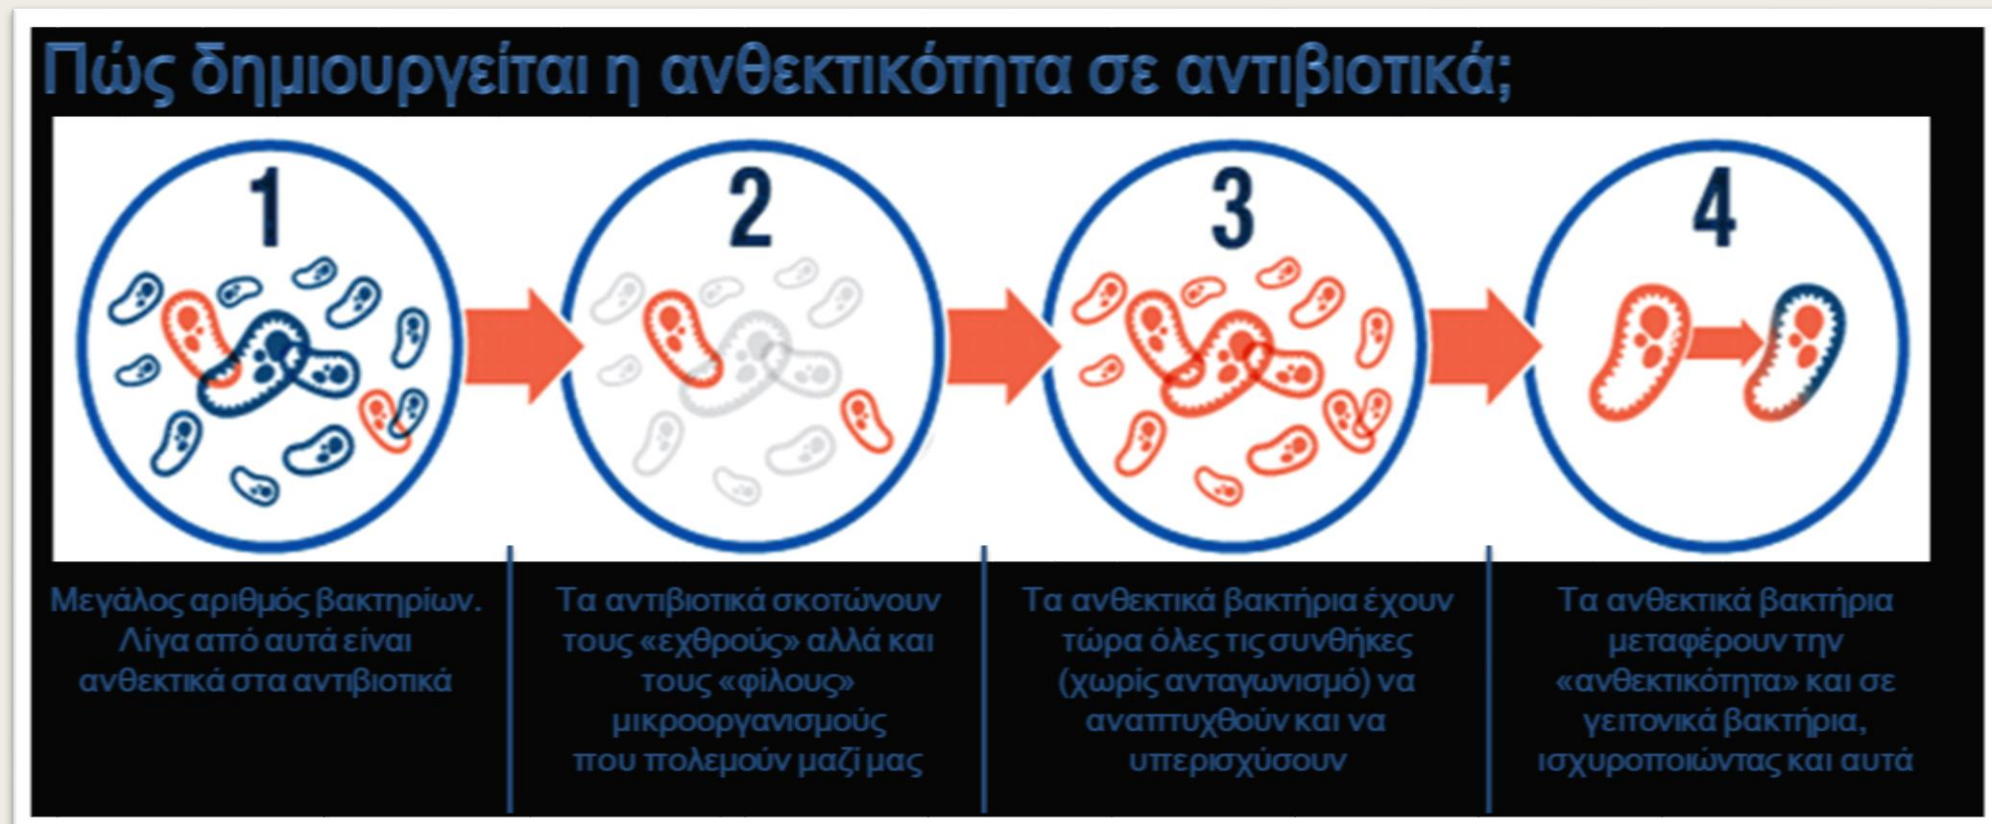 Πώς δημιουργείται η ανθεκτικότητα σε αντιβιοτικά;
1
2
3
4
Μεγάλος αριθμός βακτηρίων.
Λίγα από αυτά είναι
ανθεκτικά στα αντιβιοτικά
Τα αντιβιοτικά σκοτώνουν
τους «εχθρούς» αλλά και
τους «φίλους»
μικροοργανισμούς
που πολεμούν μαζί μας
Τα ανθεκτικά βακτήρια έχουν
τώρα όλες τις συνθήκες
(χωρίς ανταγωνισμό) να
αναπτυχθούν και να
υπερισχύσουν
Τα ανθεκτικά βακτήρια
μεταφέρουν την
«ανθεκτικότητα» και σε
γειτονικά βακτήρια,
ισχυροποιώντας και αυτά